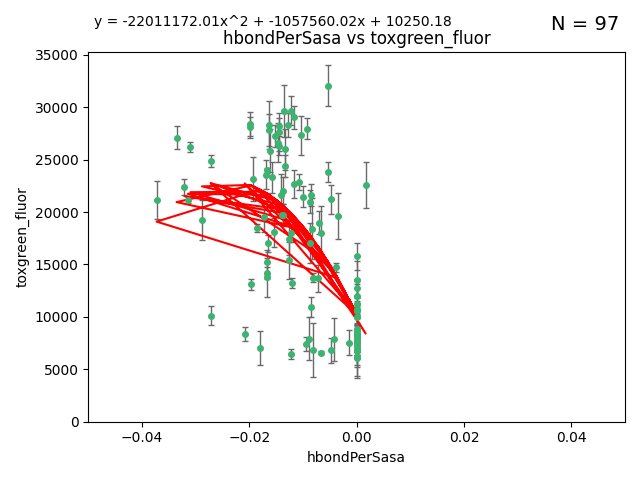 y = -22011172.01x^2 + -1057560.02x + 10250.18
N = 97
hbondPerSasa vs toxgreen_fluor
35000
30000
25000
20000
15000
10000
5000
0
toxgreen_fluor
−0.04
−0.02
0.00
0.02
0.04
hbondPerSasa